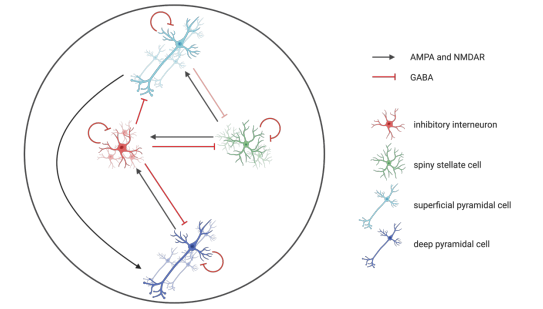 AMPA and NMDAR
GABA
inhibitory interneuron
spiny stellate cell
superficial pyramidal cell
deep pyramidal cell